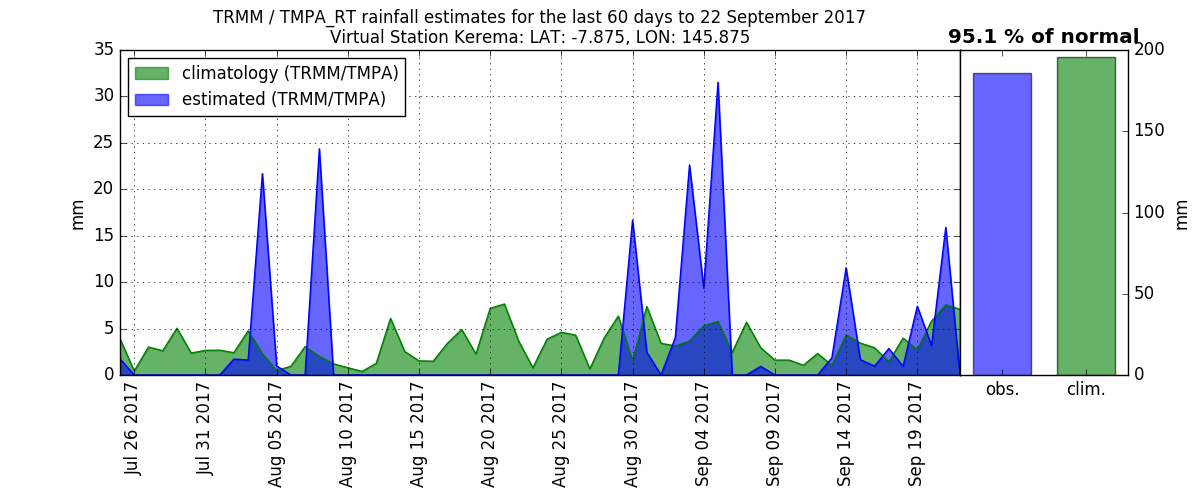 TRMM / TMPA_RT rainfall estimates for the last 60 days to 22 September 2017
Virtual Station Kerema: LAT: -7.875, LON: 145.875
95.1 % of normal
climatology (TRMM/TMPA)
estimated (TRMM/TMPA)
35
30
25
20
15
10
5
0
mm
Jul 26 2017
Jul 31 2017
Aug 05 2017
Aug 10 2017
Aug 15 2017
Aug 20 2017
Aug 25 2017
Aug 30 2017
Sep 04 2017
Sep 09 2017
Sep 14 2017
Sep 19 2017
200
150
100
50
0
mm
obs.
clim.